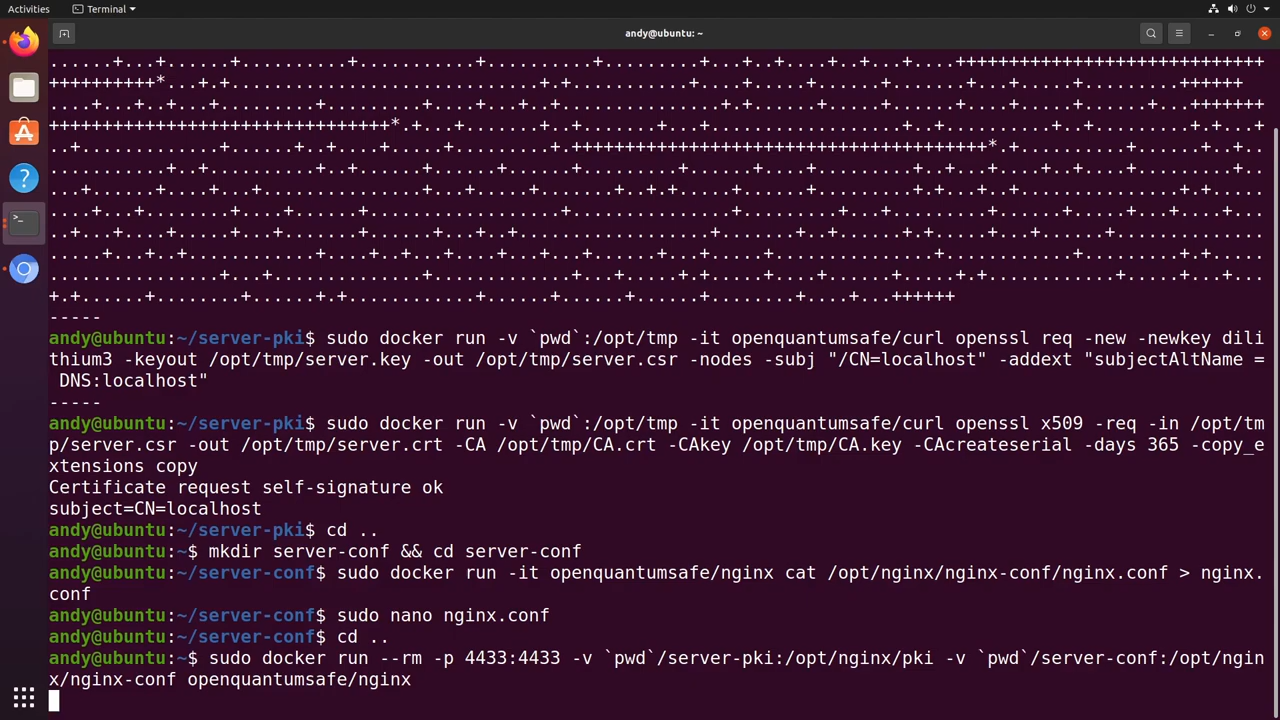 Activities
Terminal
andy@ubuntu: ~
-----
andy@ubuntu:~/server-pki$ sudo docker run -v `pwd`:/opt/tmp -it openquantumsafe/curl openssl req -new -newkey dili
thium3 -keyout /opt/tmp/server.key -out /opt/tmp/server.csr -nodes -subj "/CN=localhost" -addext "subjectAltName =
 DNS:localhost"
-----
andy@ubuntu:~/server-pki$ sudo docker run -v `pwd`:/opt/tmp -it openquantumsafe/curl openssl x509 -req -in /opt/tm
p/server.csr -out /opt/tmp/server.crt -CA /opt/tmp/CA.crt -CAkey /opt/tmp/CA.key -CAcreateserial -days 365 -copy_e
xtensions copy
Certificate request self-signature ok
subject=CN=localhost
andy@ubuntu:~/server-pki$ cd ..
andy@ubuntu:~$ mkdir server-conf && cd server-conf
andy@ubuntu:~/server-conf$ sudo docker run -it openquantumsafe/nginx cat /opt/nginx/nginx-conf/nginx.conf > nginx.
conf
andy@ubuntu:~/server-conf$ sudo nano nginx.conf
andy@ubuntu:~/server-conf$ cd ..
andy@ubuntu:~$ sudo docker run --rm -p 4433:4433 -v `pwd`/server-pki:/opt/nginx/pki -v `pwd`/server-conf:/opt/ngin
x/nginx-conf openquantumsafe/nginx